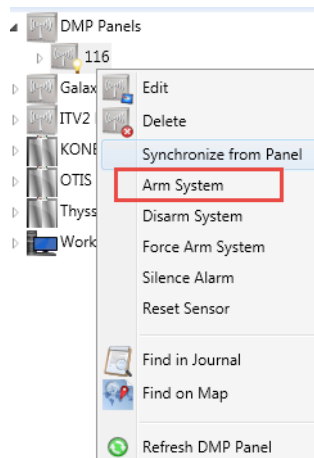 DMP Panels
116
Galax
Edit
ITV2
Delete
KONE
Synchronize from Panel
OTIS
Arm System
Thyss
Disarm System
Work
Force Arm System
Silence Alarm
Reset Sensor
Find in Journal
Find on Map
Refresh DMP Panel